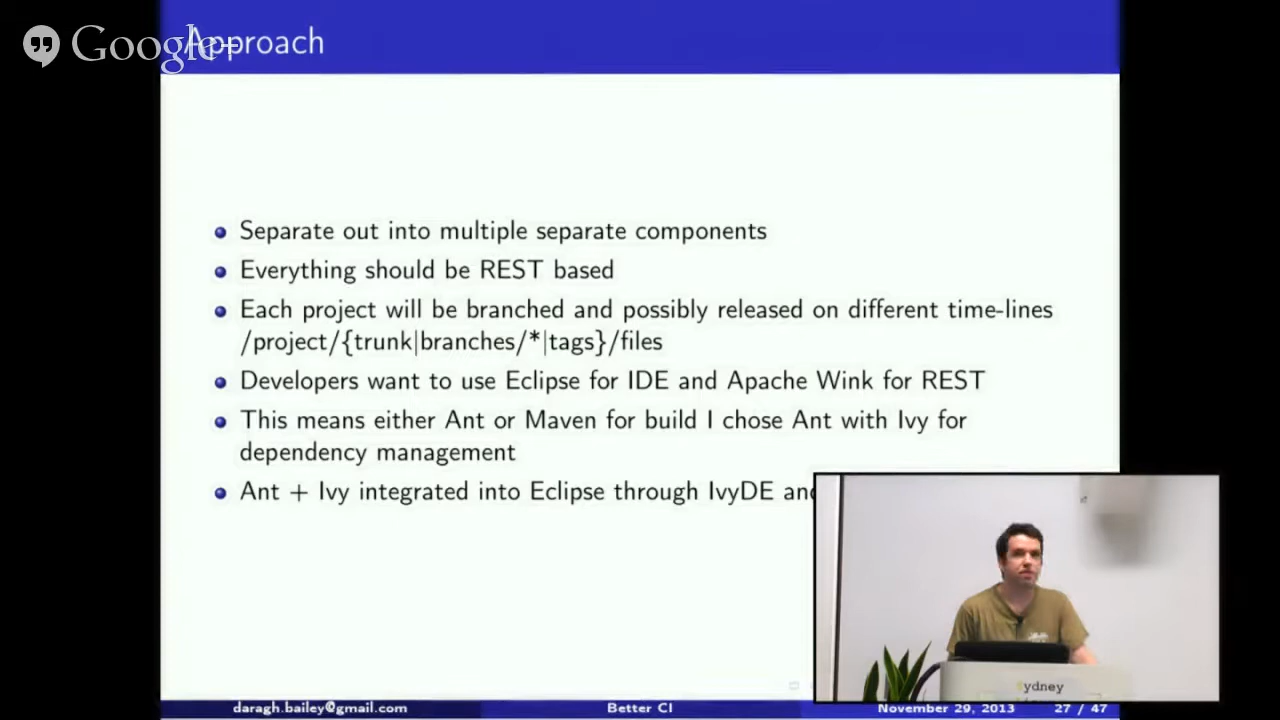 Google+
Approach
Separate out into multiple separate components
Everything should be REST based
Each project will be branched and possibly released on different time-lines
/project/{trunk|branches/*|tags}/files
Developers want to use Eclipse for IDE and Apache Wink for REST
This means either Ant or Maven for build I chose Ant with Ivy for
dependency management
Ant + Ivy integrated into Eclipse through IvyDE and
ydney
daragh.bailey@gmail.com Better CI November 29, 2013 27 / 47